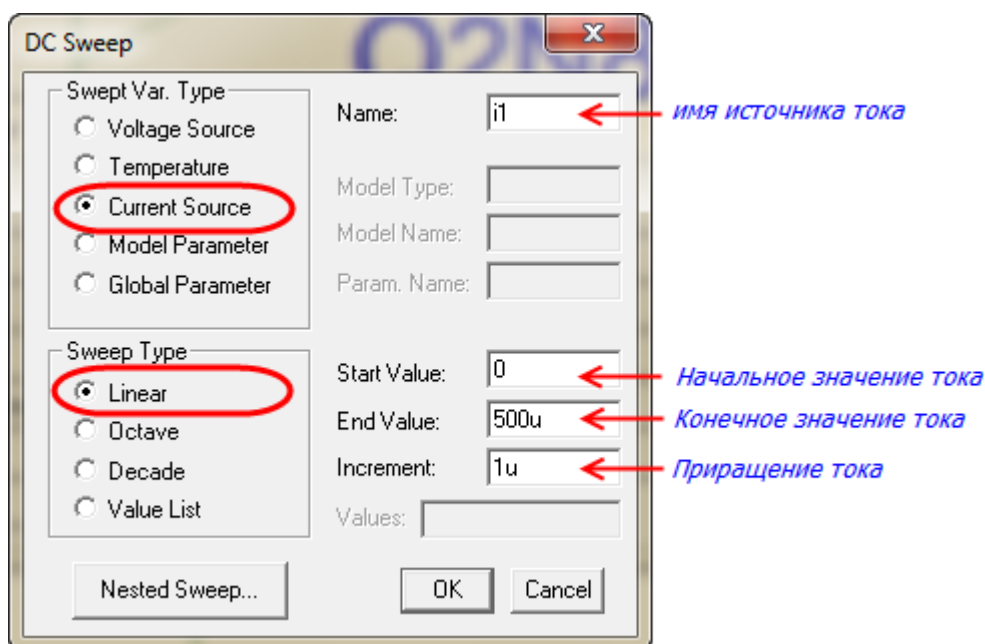 DC Sweep
Swept Var. Type
Voltage Source
Temperature
Current Source
Model Parameter
Global Parameter
Name:
i1
имя источника тока
Model Type:
Model Name:
Param. Name:
Sweep Type
Linear
Octave
Decade
Value List
Start Value:
0
Начальное значение тока
End Value:
500u
Конечное значение тока
Increment:
1u
Приращение тока
Values:
Nested Sweep...
OK
Cancel